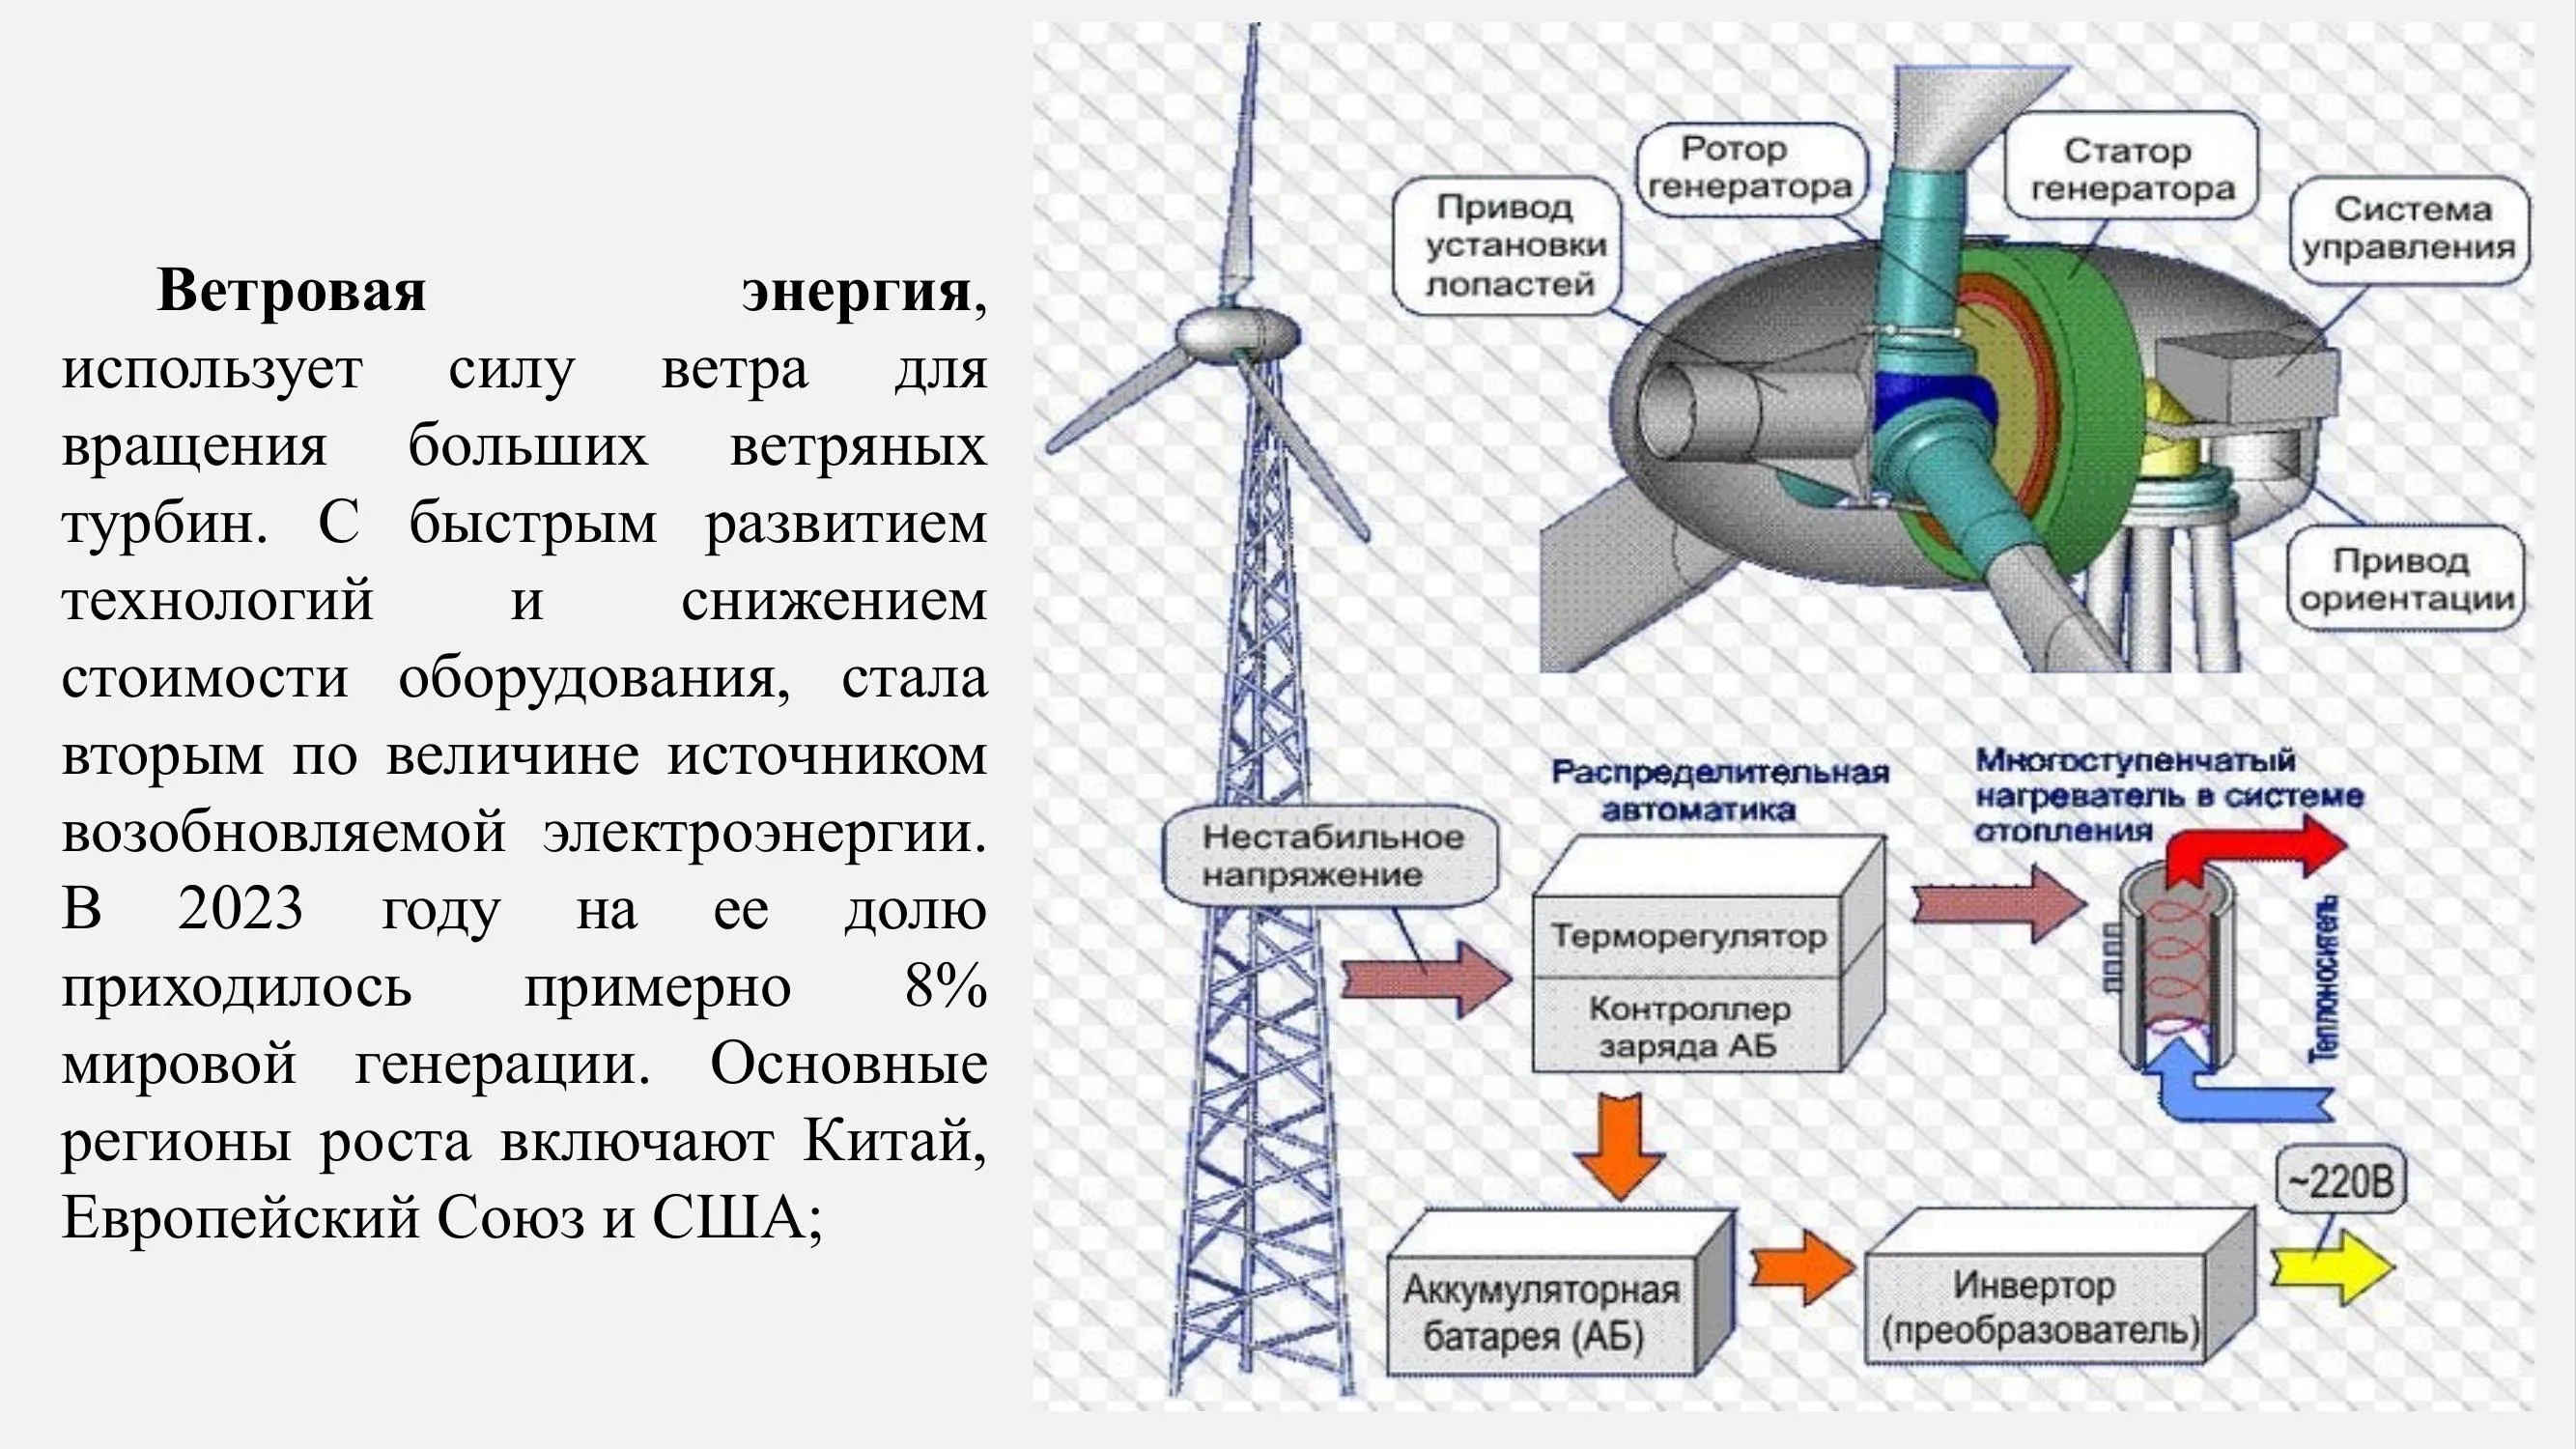 Ветровая энергия,
использует силу ветра для
вращения больших ветряных
турбин. С быстрым развитием
технологий и снижением
стоимости оборудования, стала
вторым по величине источником
возобновляемой электроэнергии.
В 2023 году на ее долю
приходилось примерно 8%
мировой генерации. Основные
регионы роста включают Китай,
Европейский Союз и США;
Привод
установки
лопастей
Ротор
генератора
Статор
генератора
Система
управления
Привод
ориентации
Нестабильное
напряжение
Распределительная
автоматика
Терморегулятор
Контроллер
заряда АБ
Многоступенчатый
нагреватель в системе
отопления
Теплоноситель
Аккумуляторная
батарея (АБ)
Инвертор
(преобразователь)
~220В